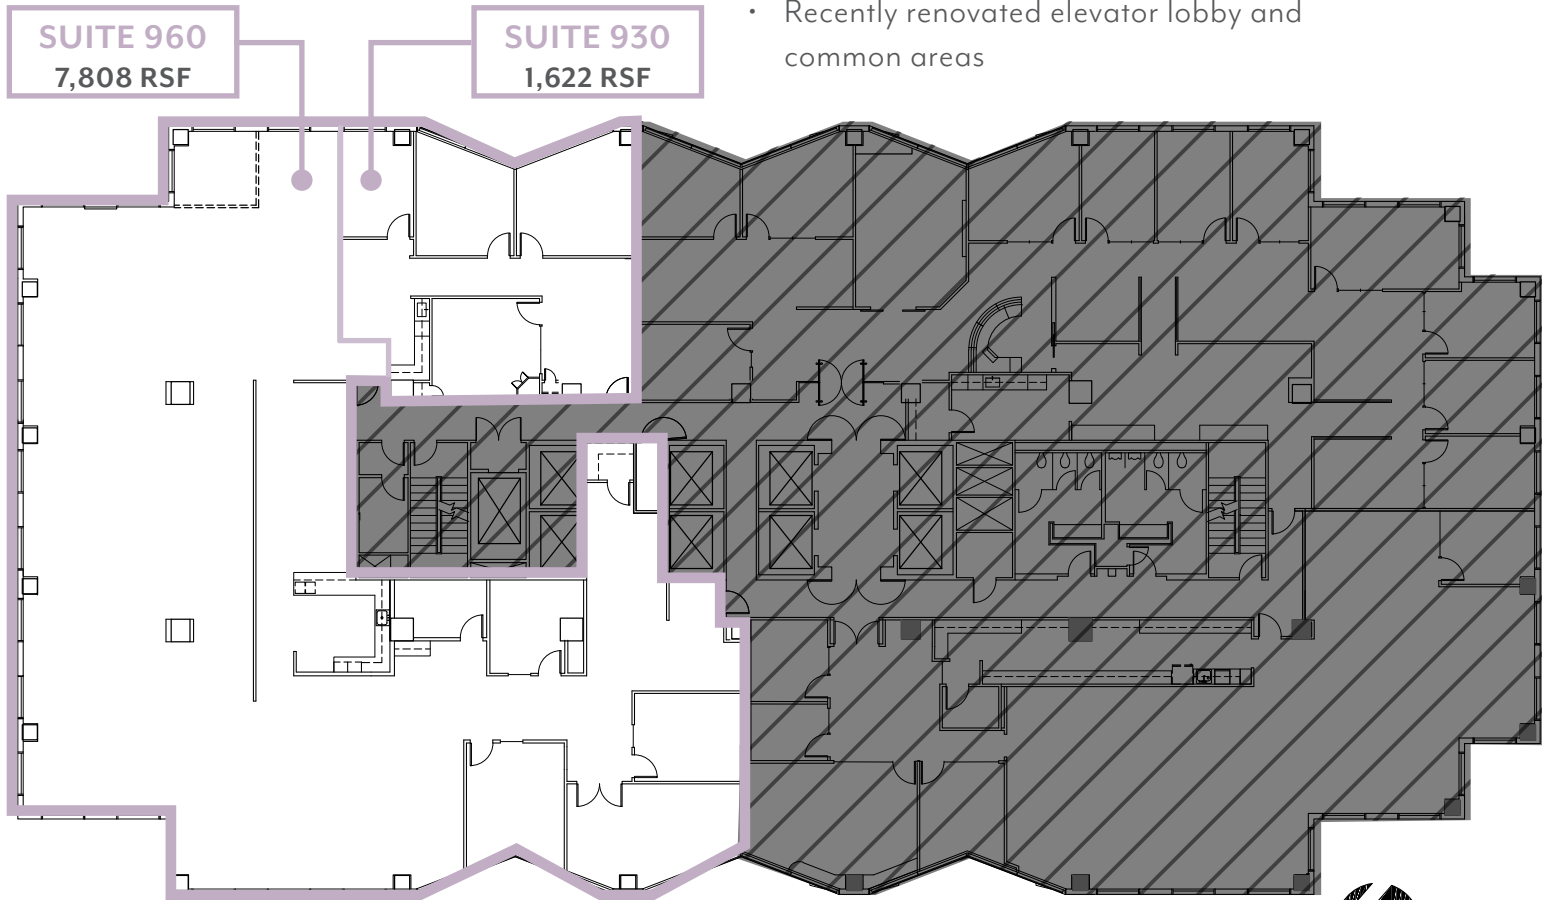 SUITE 960
7,808 RSF
SUITE 930
1,622 RSF
• Recently renovated elevator lobby and
common areas